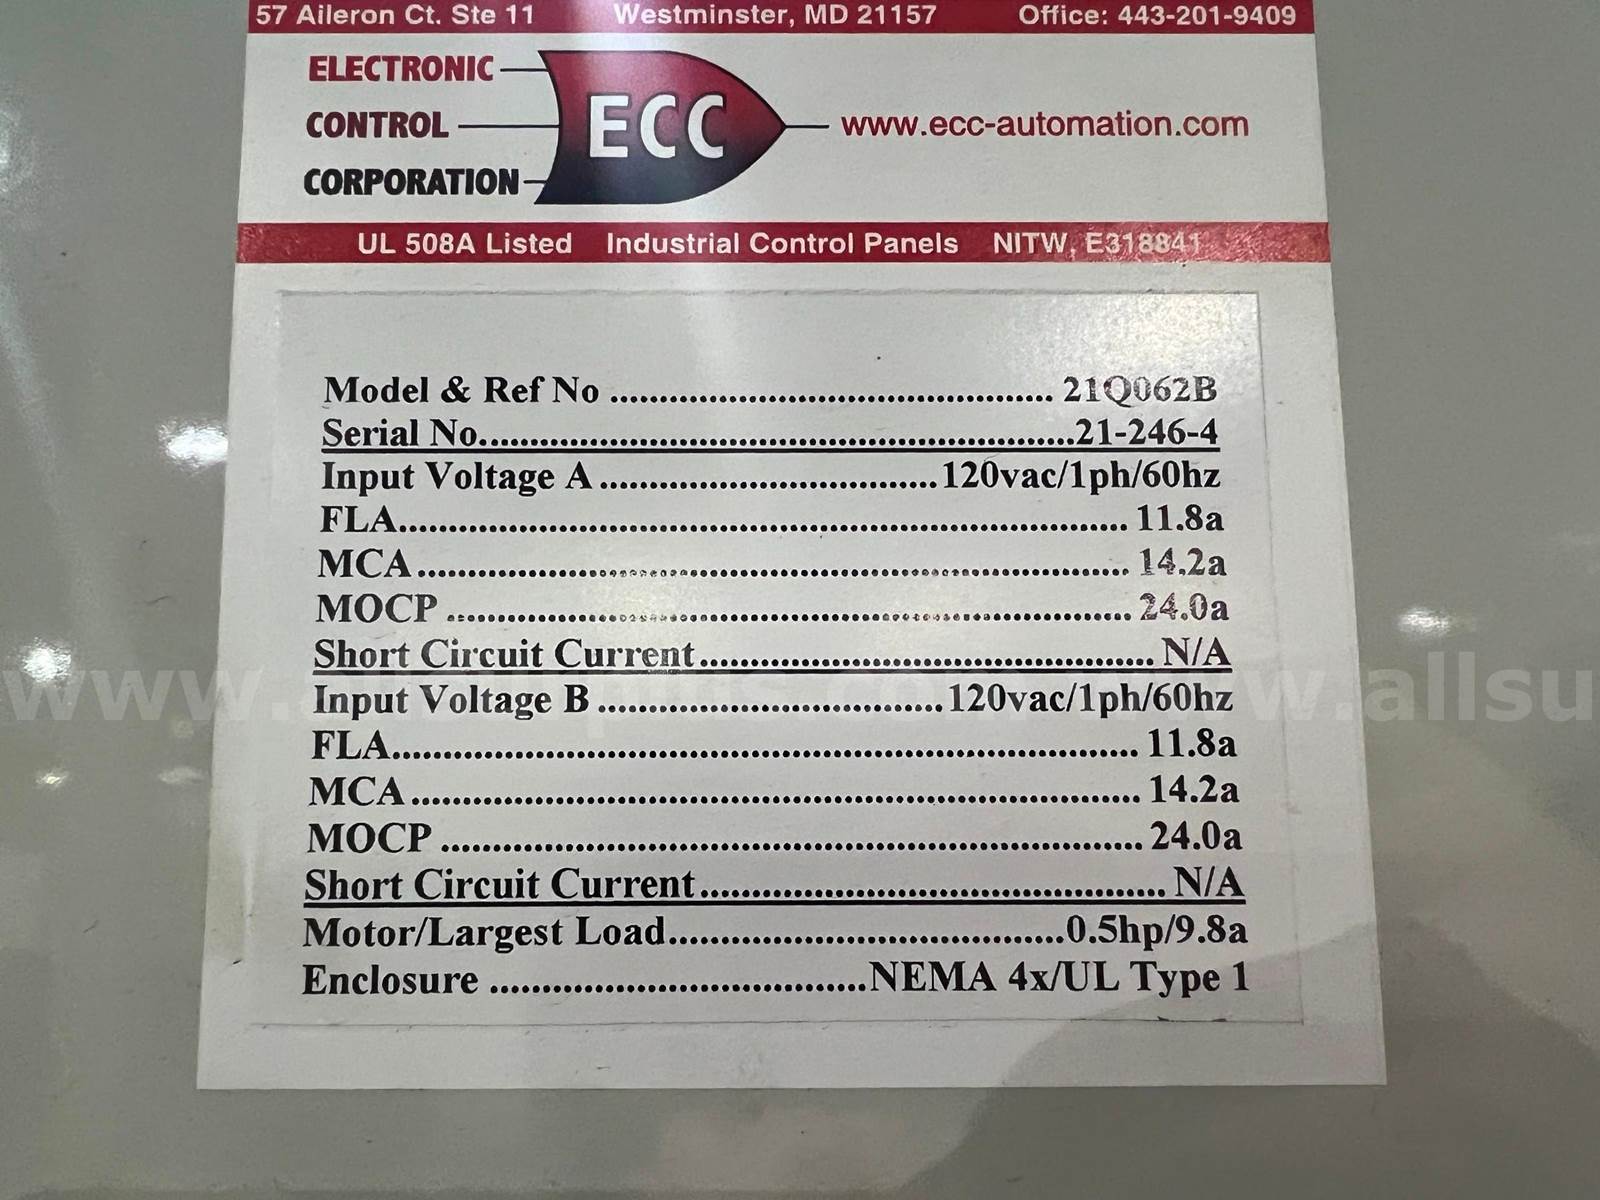 57 Aileron Ct. Ste 11 Westminster, MD 21157 Office: 443-201-9409
ELECTRONIC
CONTROL
CORPORATION
ECC
www.ecc-automation.com
UL 508A Listed Industrial Control Panels NITW, E318841
Model & Ref No ............................................. 21Q062B
Serial No...........................................................21-246-4
Input Voltage A ..................................120vac/1ph/60hz
FLA.......................................................................... 11.8a
MCA ........................................................................ 14.2a
MOCP ..................................................................... 24.0a
Short Circuit Current.............................................. N/A
Input Voltage B ..................................120vac/1ph/60hz
FLA.......................................................................... 11.8a
MCA ........................................................................ 14.2a
MOCP ..................................................................... 24.0a
Short Circuit Current.............................................. N/A
Motor/Largest Load.......................................0.5hp/9.8a
Enclosure .....................................NEMA 4x/UL Type 1